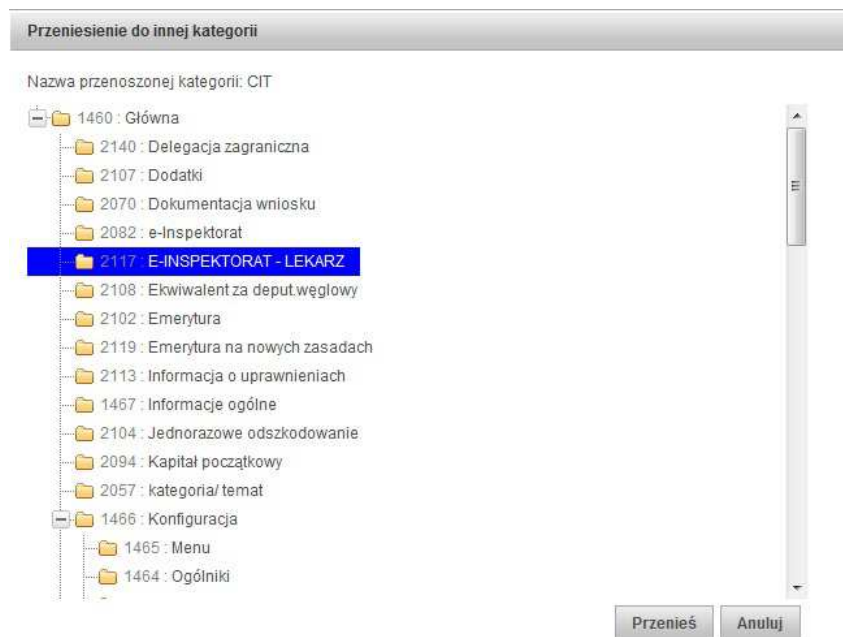 Przeniesienie do innej kategorii
Nazwa przenoszonej kategorii: CIT
1460 : Główna
2140 : Delegacja zagraniczna
2107 : Dodatki
2070 : Dokumentacja wniosku
2082 : e-Inspektorat
2117 : E-INSPEKTORAT - LEKARZ
2108 : Ekwiwalent za deput.węglowy
2102 : Emerytura
2119 : Emerytura na nowych zasadach
2113 : Informacja o uprawnieniach
1467 : Informacje ogólne
2104 : Jednorazowe odszkodowanie
2094 : Kapitał początkowy
2057 : kategoria/ temat
1466 : Konfiguracja
1465 : Menu
1464 : Ogólniki
Przenieś Anuluj